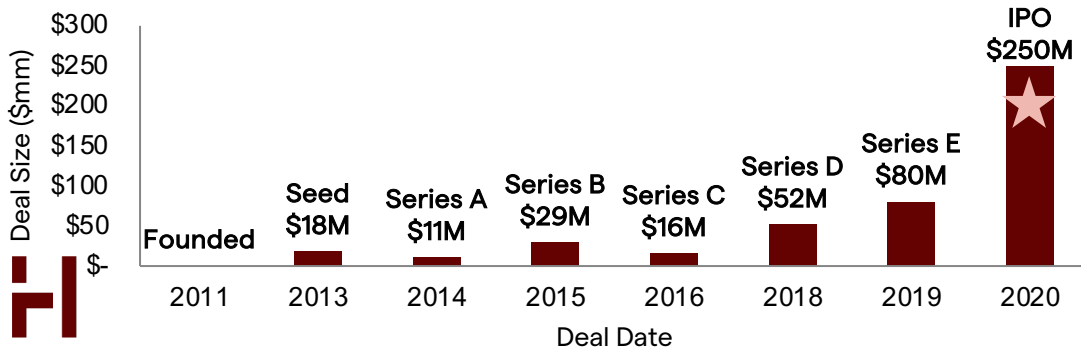 Deal Size ($mm)
$300
$250
$200
$150
$100
$50
$-
Founded
Seed
$18M
Series A
$11M
Series B
$29M
Series C
$16M
Series D
$52M
Series E
$80M
IPO
$250M
2011 2013 2014 2015 2016 2018 2019 2020
Deal Date